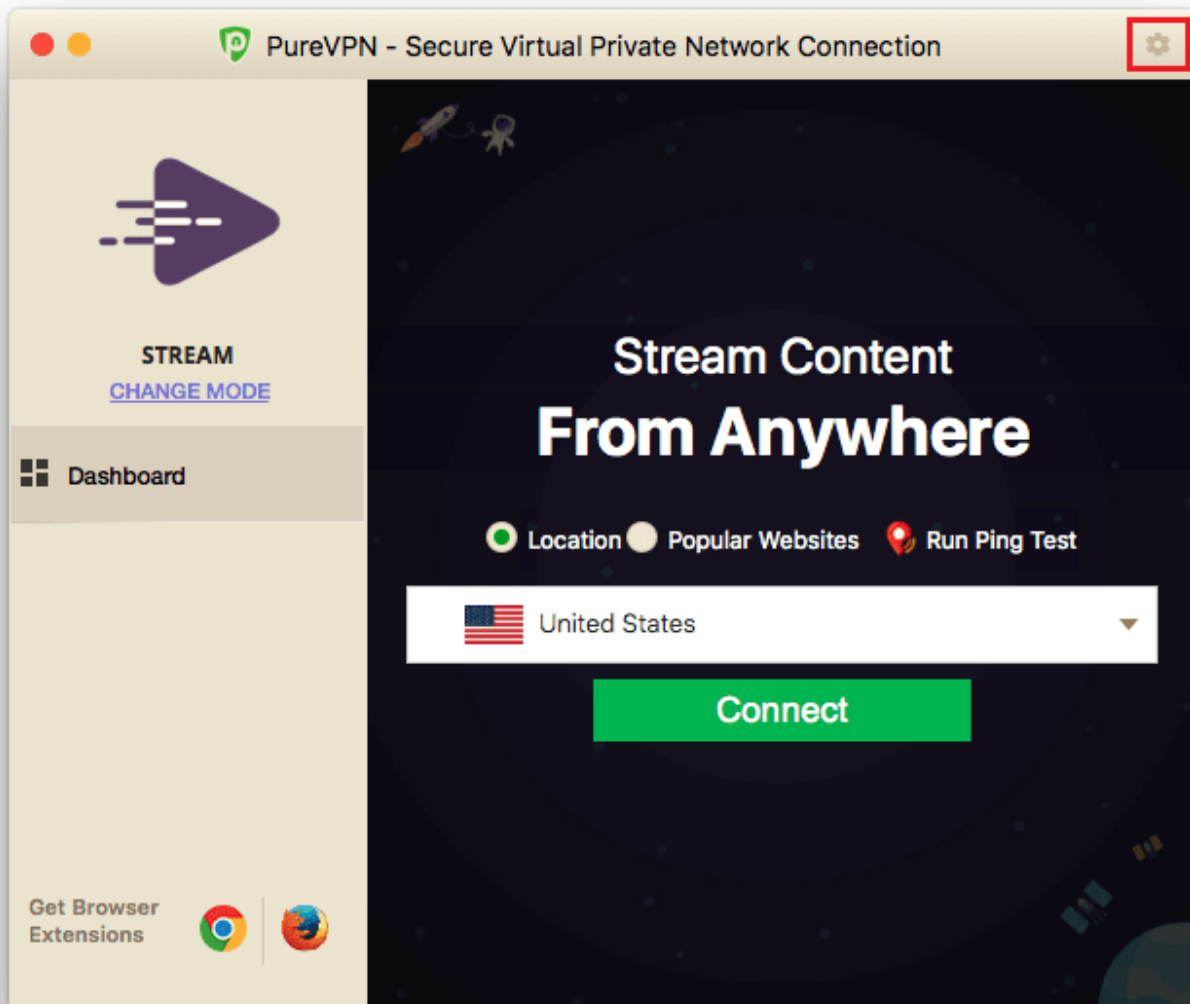 PureVPN - Secure Virtual Private Network Connection
STREAM
CHANGE MODE
Dashboard
Get Browser
Extensions
Stream Content
From Anywhere
Location Popular Websites Run Ping Test
United States
Connect